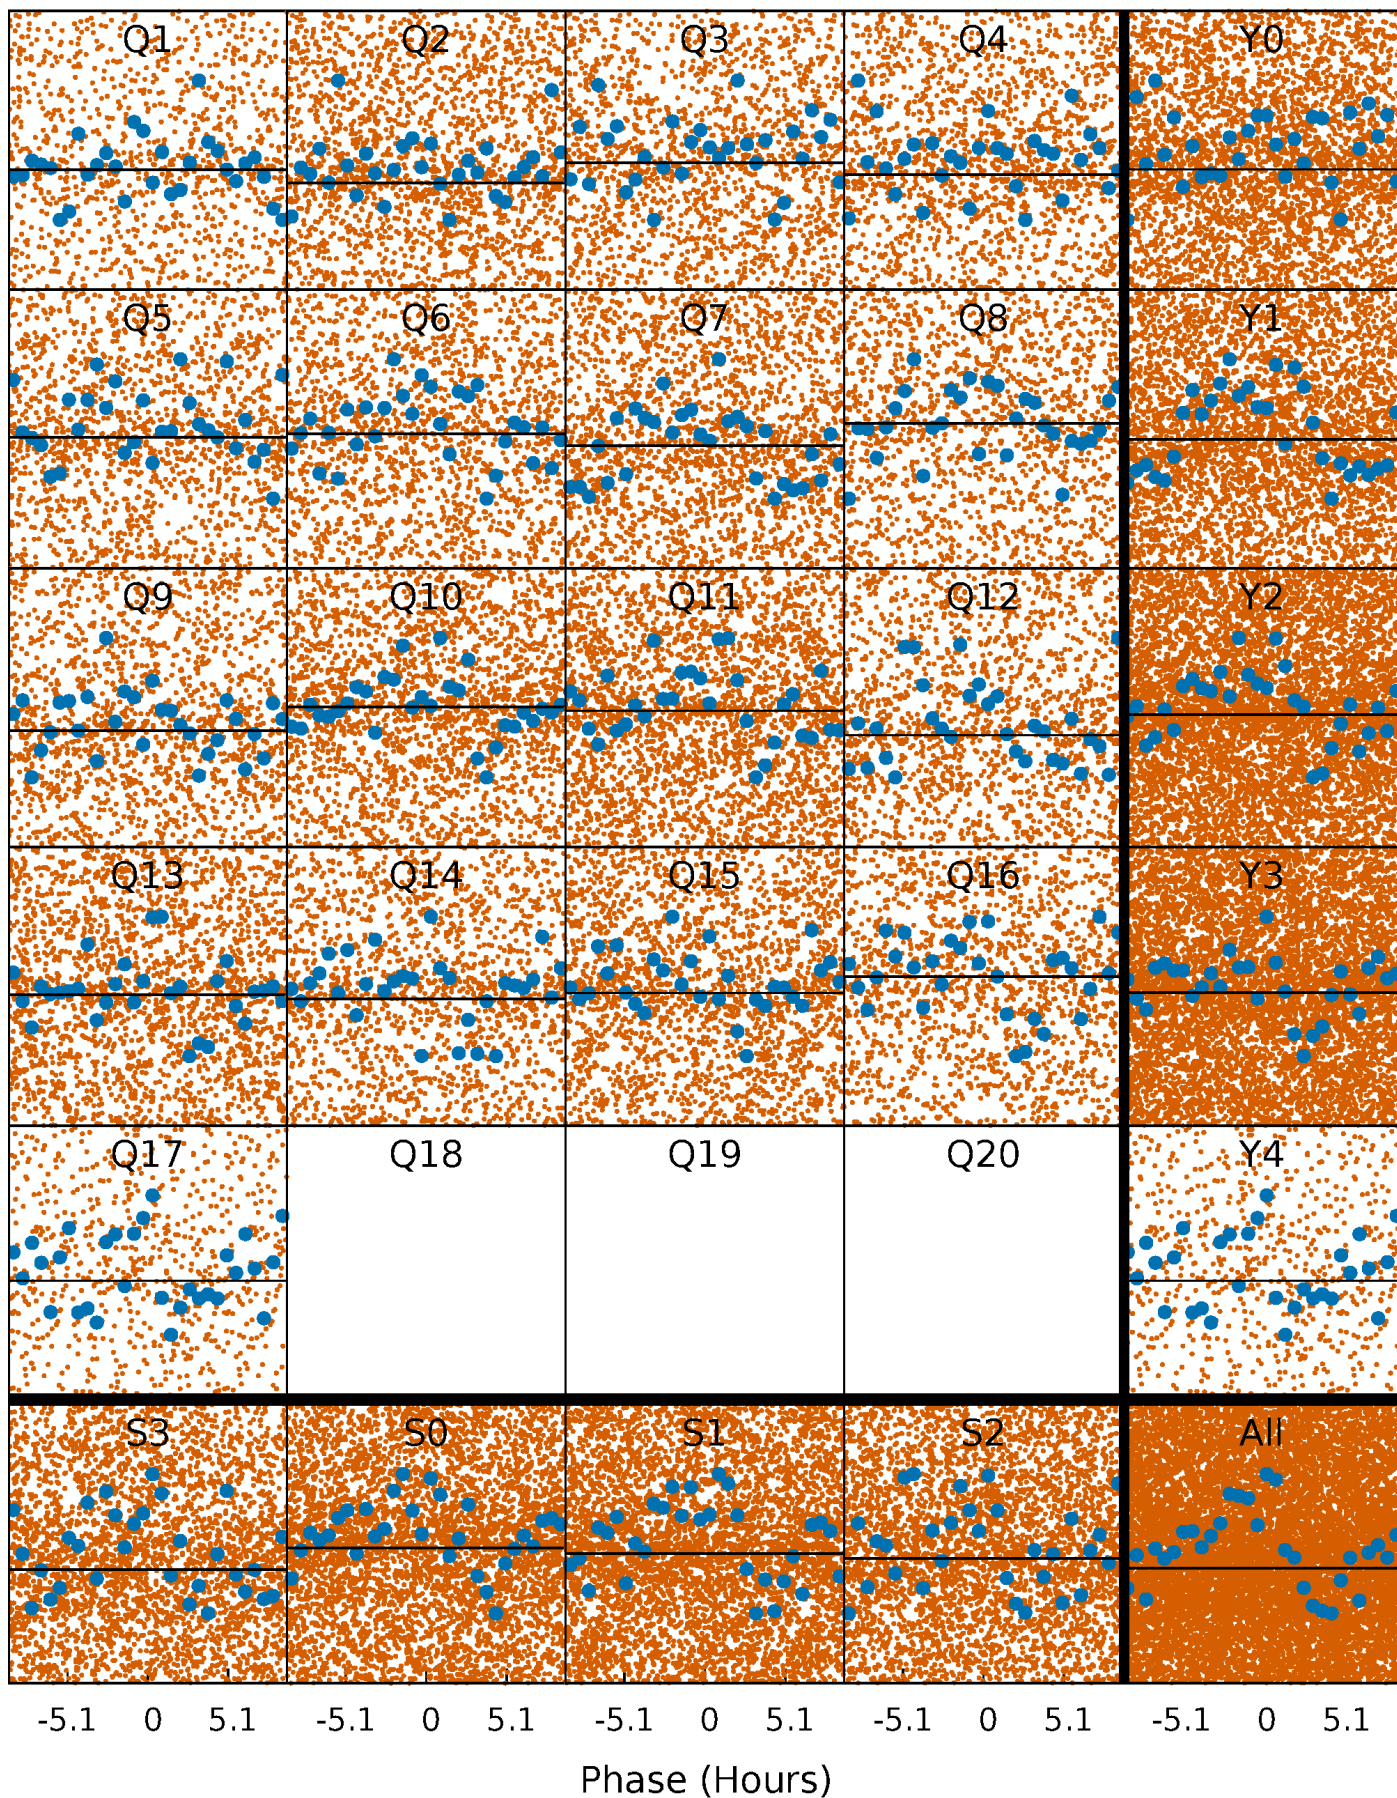 Q1 Q2 Q3 Q4 Y0
Q5 Q6 Q7 Q8 Y1
Q9 Q10 Q11 Q12 Y2
Q13 Q14 Q15 Q16 Y3
Q17 Q18 Q19 Q20 Y4
S3 S0 S1 S2 All
-5.1 0 5.1 -5.1 0 5.1 -5.1 0 5.1 -5.1 0 5.1 -5.1 0 5.1
Phase (Hours)